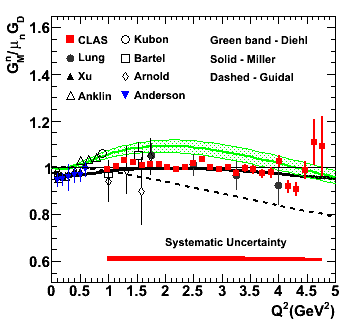 G_M^n/μ_n G_D
1.6
1.4
1.2
1
0.8
0.6
CLAS
Lung
Xu
Anklin
Kubon
Bartel
Arnold
Anderson
Green band - Diehl
Solid - Miller
Dashed - Guidal
Systematic Uncertainty
0 0.5 1 1.5 2 2.5 3 3.5 4 4.5 5
Q²(GeV²)